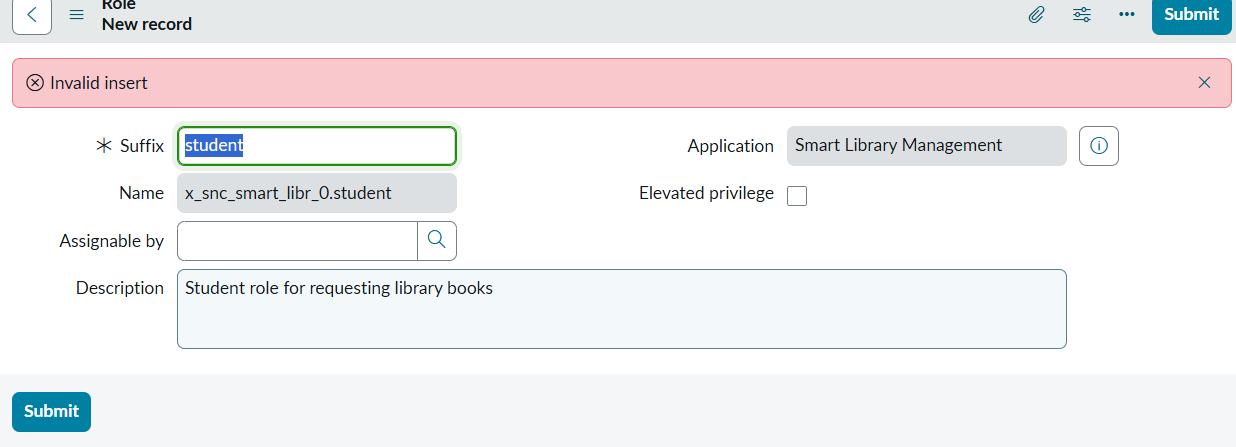 Role
New record
Submit
Invalid insert
Suffix student
Application Smart Library Management
Name x_snc_smart_libr_0.student
Elevated privilege
Assignable by
Description Student role for requesting library books
Submit